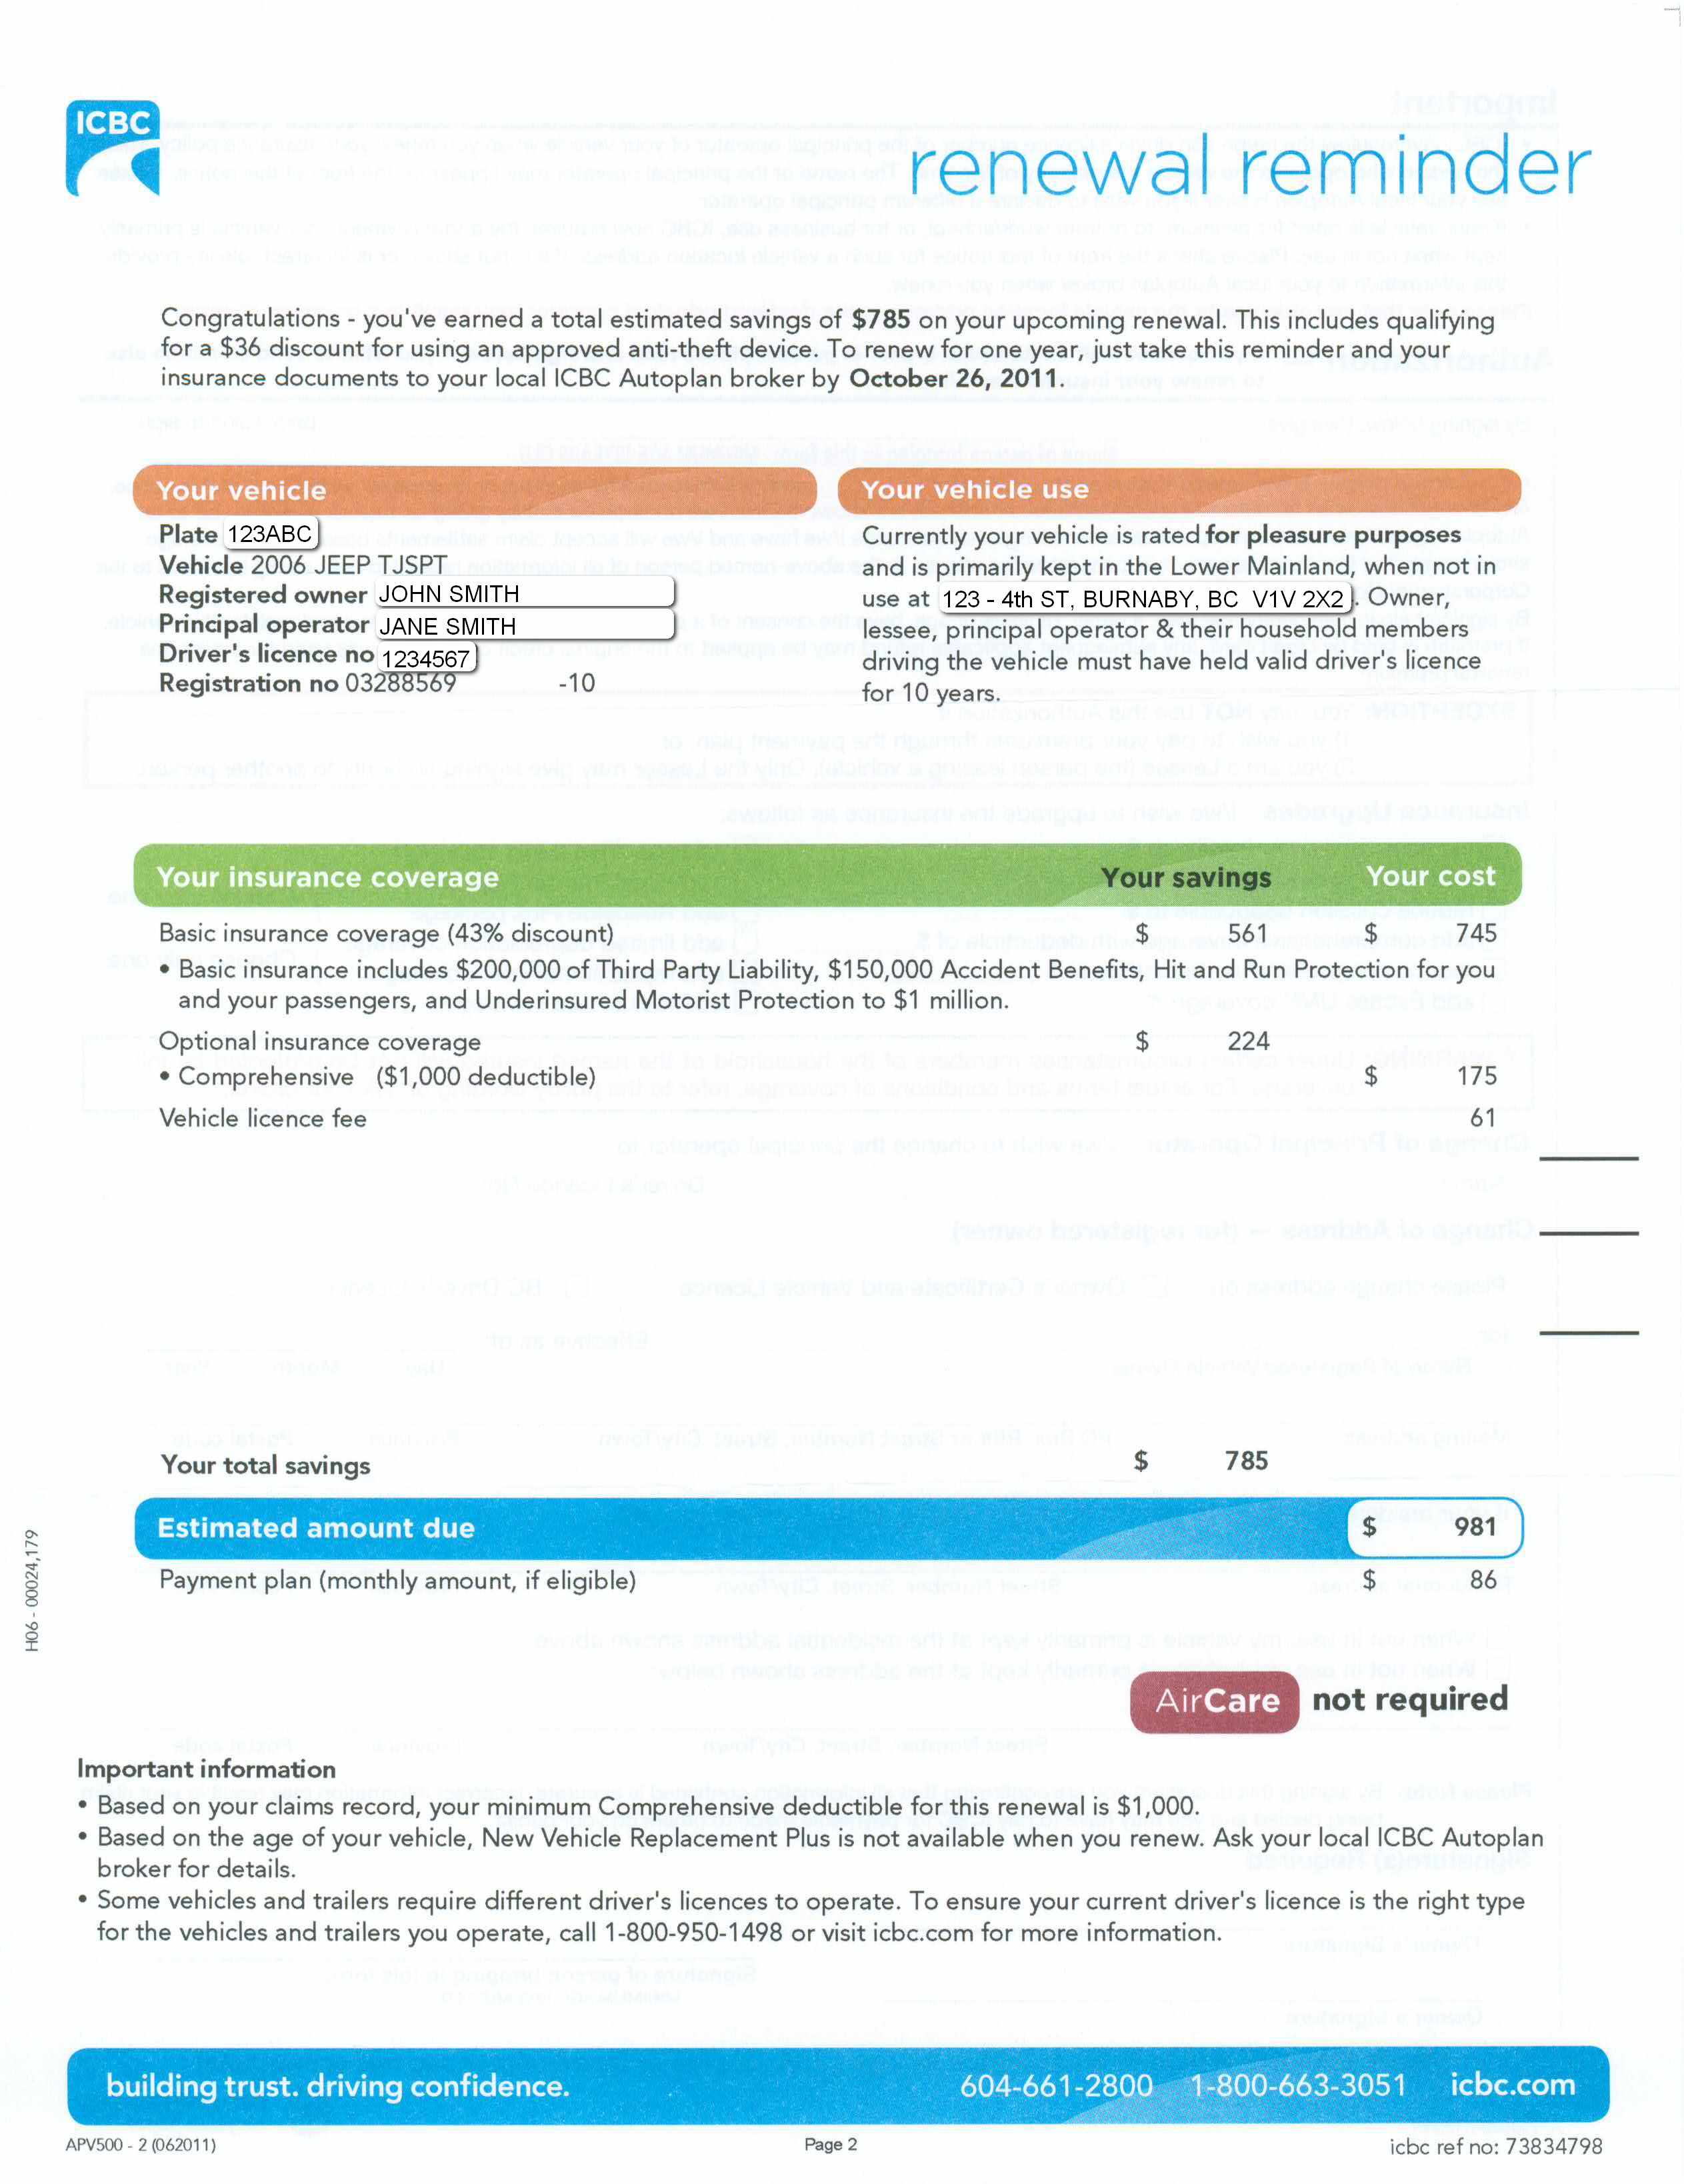 ICBC
renewal reminder
Congratulations - you've earned a total estimated savings of $785 on your upcoming renewal. This includes qualifying
for a $36 discount for using an approved anti-theft device. To renew for one year, just take this reminder and your
insurance documents to your local ICBC Autoplan broker by October 26, 2011.
Your vehicle
Plate 123ABC
Vehicle 2006 JEEP TJSPT
Registered owner JOHN SMITH
Principal operator JANE SMITH
Driver's licence no 1234567
Registration no 03288569 -10
Your vehicle use
Currently your vehicle is rated for pleasure purposes
and is primarily kept in the Lower Mainland, when not in
use at 123 - 4th ST, BURNABY, BC V1V 2X2. Owner,
lessee, principal operator & their household members
driving the vehicle must have held valid driver's licence
for 10 years.
Your insurance coverage Your savings Your cost
Basic insurance coverage (43% discount) $ 561 $ 745
• Basic insurance includes $200,000 of Third Party Liability, $150,000 Accident Benefits, Hit and Run Protection for you
and your passengers, and Underinsured Motorist Protection to $1 million.
Optional insurance coverage $ 224
• Comprehensive ($1,000 deductible) $ 175
Vehicle licence fee 61
Your total savings $ 785
Estimated amount due $ 981
Payment plan (monthly amount, if eligible) $ 86
H06 - 00024,179
AirCare not required
Important information
• Based on your claims record, your minimum Comprehensive deductible for this renewal is $1,000.
• Based on the age of your vehicle, New Vehicle Replacement Plus is not available when you renew. Ask your local ICBC Autoplan
broker for details.
• Some vehicles and trailers require different driver's licences to operate. To ensure your current driver's licence is the right type
for the vehicles and trailers you operate, call 1-800-950-1498 or visit icbc.com for more information.
building trust. driving confidence. 604-661-2800 1-800-663-3051 icbc.com
APV500 - 2 (062011) Page 2 icbc ref no: 73834798